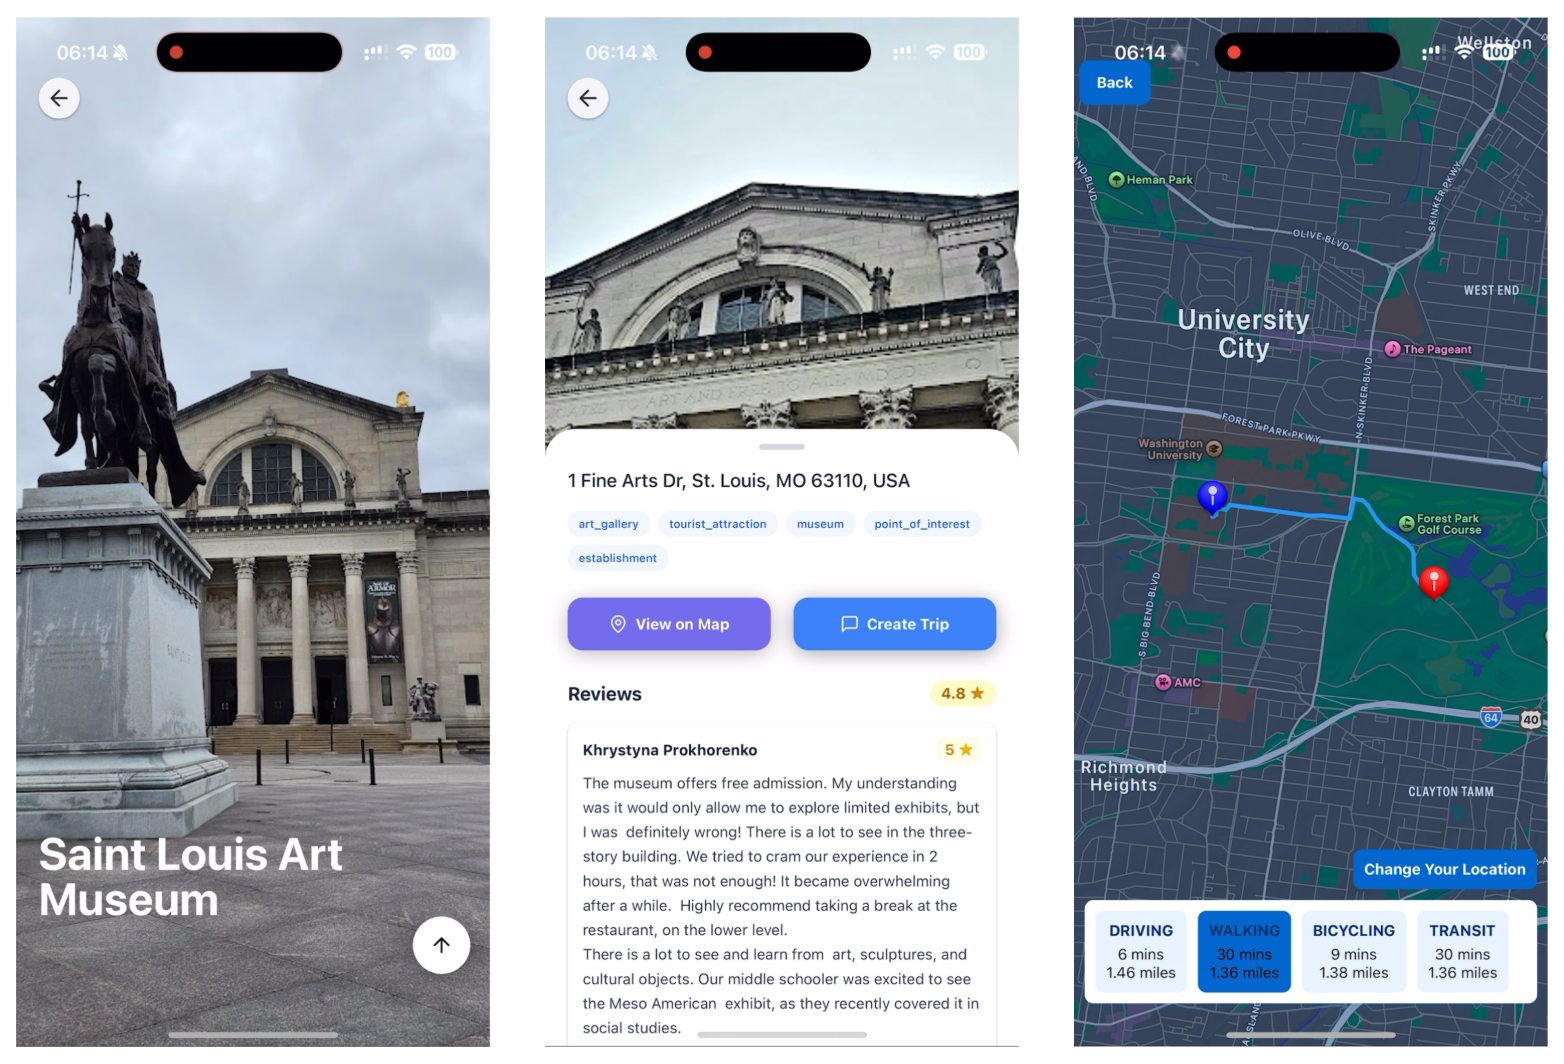 06:14
100
Saint Louis Art
Museum
ARMOR
06:14
100
1 Fine Arts Dr, St. Louis, MO 63110, USA
art_gallery
tourist_attraction
museum
point_of_interest
establishment
View on Map
Create Trip
Reviews
4.8 ★
Khrystyna Prokhorenko
5 ★
The museum offers free admission. My understanding
was it would only allow me to explore limited exhibits, but
I was  definitely wrong! There is a lot to see in the three-
story building. We tried to cram our experience in 2
hours, that was not enough! It became overwhelming
after a while.  Highly recommend taking a break at the
restaurant, on the lower level.
There is a lot to see and learn from  art, sculptures, and
cultural objects. Our middle schooler was excited to see
the Meso American  exhibit, as they recently covered it in
social studies.
06:14
100
Wellston
Back
Heman Park
SKINKER PKWY
OLIVE BLVD
WEST END
University
City
The Pageant
N SKINKER BLVD
FOREST PARK PKWY
Washington
University
Forest Park
Golf Course
S BIG BEND BLVD
AMC
64
40
Richmond
Heights
CLAYTON TAMM
Change Your Location
DRIVING
6 mins
1.46 miles
WALKING
30 mins
1.36 miles
BICYCLING
9 mins
1.38 miles
TRANSIT
30 mins
1.36 miles